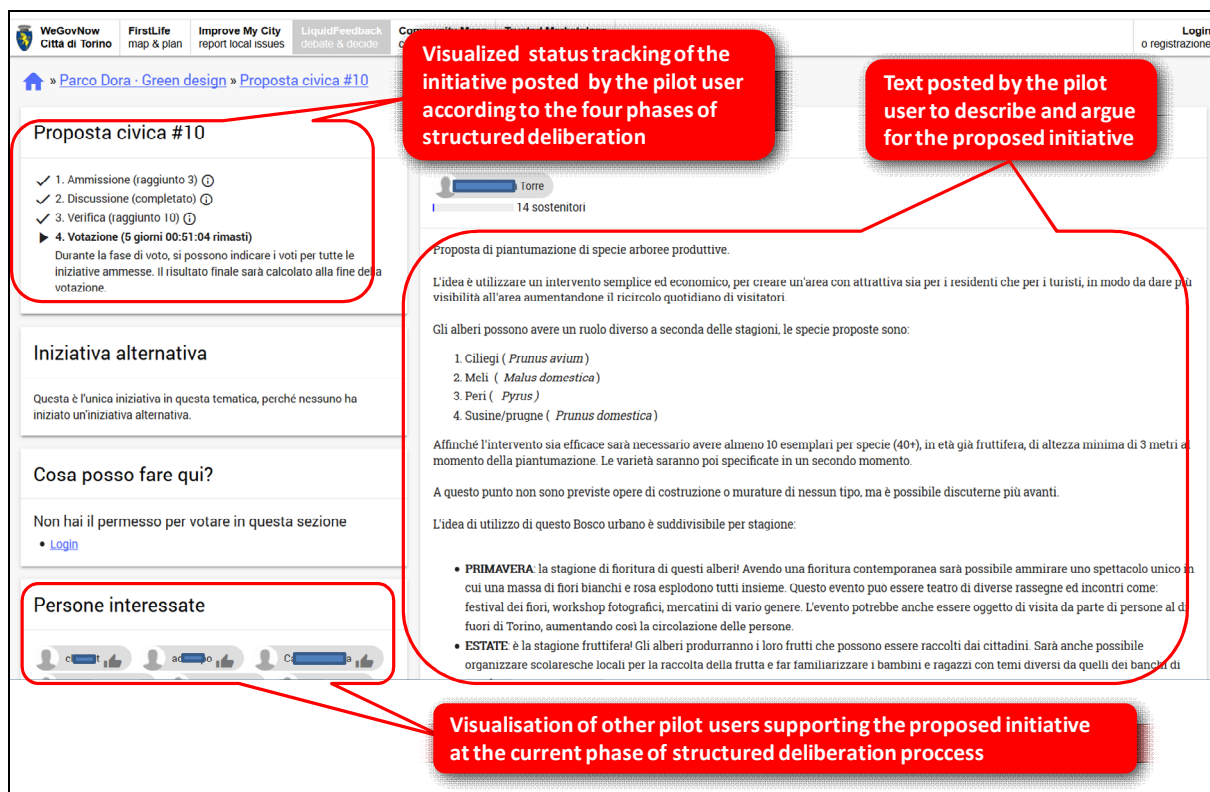 WeGovNow
Città di Torino
FirstLife
map & plan
Improve My City
report local issues
LiquidFeedback
debate & decide
Login
o registrazione
» Parco Dora · Green design » Proposta civica #10
Visualized status tracking of the
initiative posted by the pilot user
according to the four phases of
structured deliberation
Text posted by the pilot
user to describe and argue
for the proposed initiative
Proposta civica #10
1. Ammissione (raggiunto 3)
2. Discussione (completato)
3. Verifica (raggiunto 10)
4. Votazione (5 giorni 00:51:04 rimasti)
Durante la fase di voto, si possono indicare i voti per tutte le
iniziative ammesse. Il risultato finale sarà calcolato alla fine della
votazione.
Iniziativa alternativa
Questa è l'unica iniziativa in questa tematica, perché nessuno ha
iniziato un'iniziativa alternativa.
Cosa posso fare qui?
Non hai il permesso per votare in questa sezione
• Login
Persone interessate
Torre
14 sostenitori
Proposta di piantumazione di specie arboree produttive.
L'idea è utilizzare un intervento semplice ed economico, per creare un'area con attrattiva sia per i residenti che per i turisti, in modo da dare più
visibilità all'area aumentandone il ricircolo quotidiano di visitatori.
Gli alberi possono avere un ruolo diverso a seconda delle stagioni, le specie proposte sono:
1. Ciliegi ( Prunus avium )
2. Meli ( Malus domestica )
3. Peri ( Pyrus )
4. Susine/prugne ( Prunus domestica )
Affinché l'intervento sia efficace sarà necessario avere almeno 10 esemplari per specie (40+), in età già fruttifera, di altezza minima di 3 metri al
momento della piantumazione. Le varietà saranno poi specificate in un secondo momento.
A questo punto non sono previste opere di costruzione o murature di nessun tipo, ma è possibile discuterne più avanti.
L'idea di utilizzo di questo Bosco urbano è suddivisibile per stagione:
• PRIMAVERA: la stagione di fioritura di questi alberi! Avendo una fioritura contemporanea sarà possibile ammirare uno spettacolo unico in
cui una massa di fiori bianchi e rosa esplodono tutti insieme. Questo evento può essere teatro di diverse rassegne ed incontri come:
festival dei fiori, workshop fotografici, mercatini di vario genere. L'evento potrebbe anche essere oggetto di visita da parte di persone al di
fuori di Torino, aumentando così la circolazione delle persone.
• ESTATE: è la stagione fruttifera! Gli alberi produrranno i loro frutti che possono essere raccolti dai cittadini. Sarà anche possibile
organizzare scolaresche locali per la raccolta della frutta e far familiarizzare i bambini e ragazzi con temi diversi da quelli dei banchi di
Visualisation of other pilot users supporting the proposed initiative
at the current phase of structured deliberation proccess